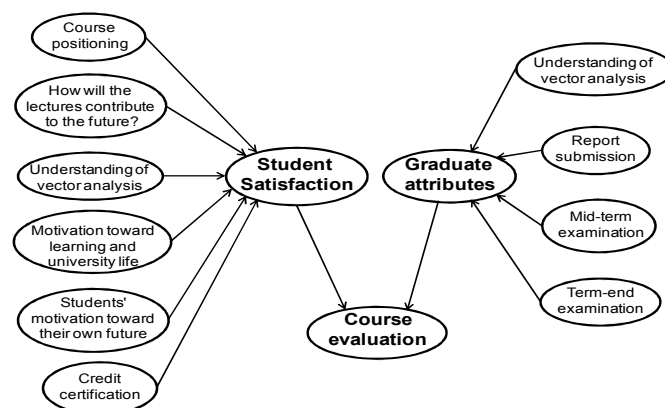 Course
positioning
How will the
lectures contribute
to the future?
Understanding
of vector analysis
Motivation toward
learning and
university life
Students'
motivation toward
their own future
Credit
certification
Student
Satisfaction
Graduate
attributes
Course
evaluation
Understanding of
vector analysis
Report
submission
Mid-term
examination
Term-end
examination